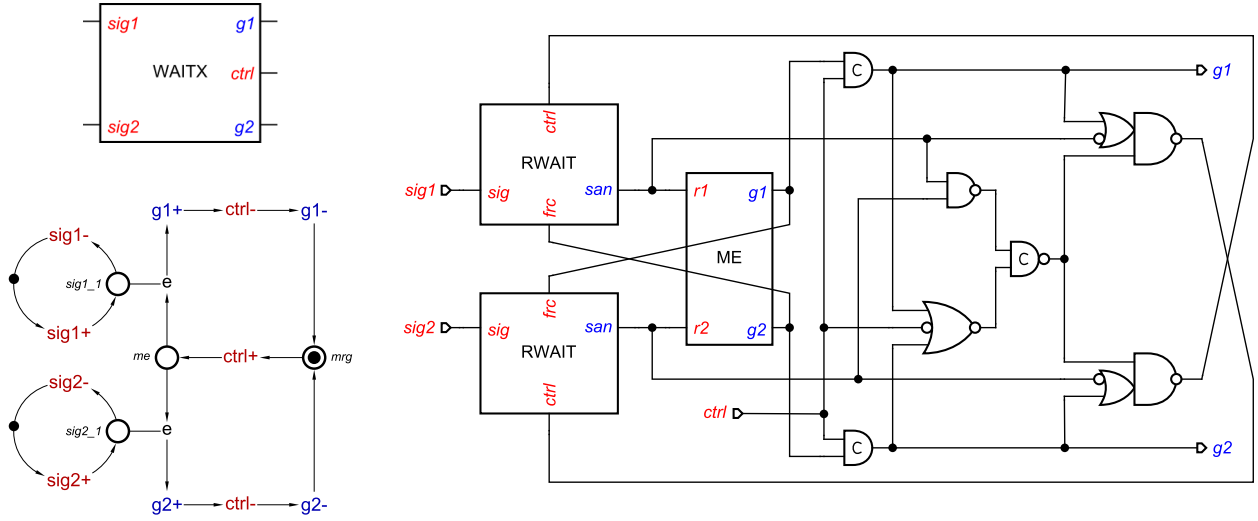 sig1 g1
WAITX ctrl
sig2 g2
g1+ ctrl- g1-
sig1-
sig1_1 e
sig1+
me ctrl+ mrg
sig2-
sig2_1 e
sig2+
g2+ ctrl- g2-
ctrl
RWAIT
sig1 sig san
frc
r1 g1
ME
r2 g2
frc
sig2 sig san
RWAIT
ctrl
ctrl
C
C
C
g1
g2